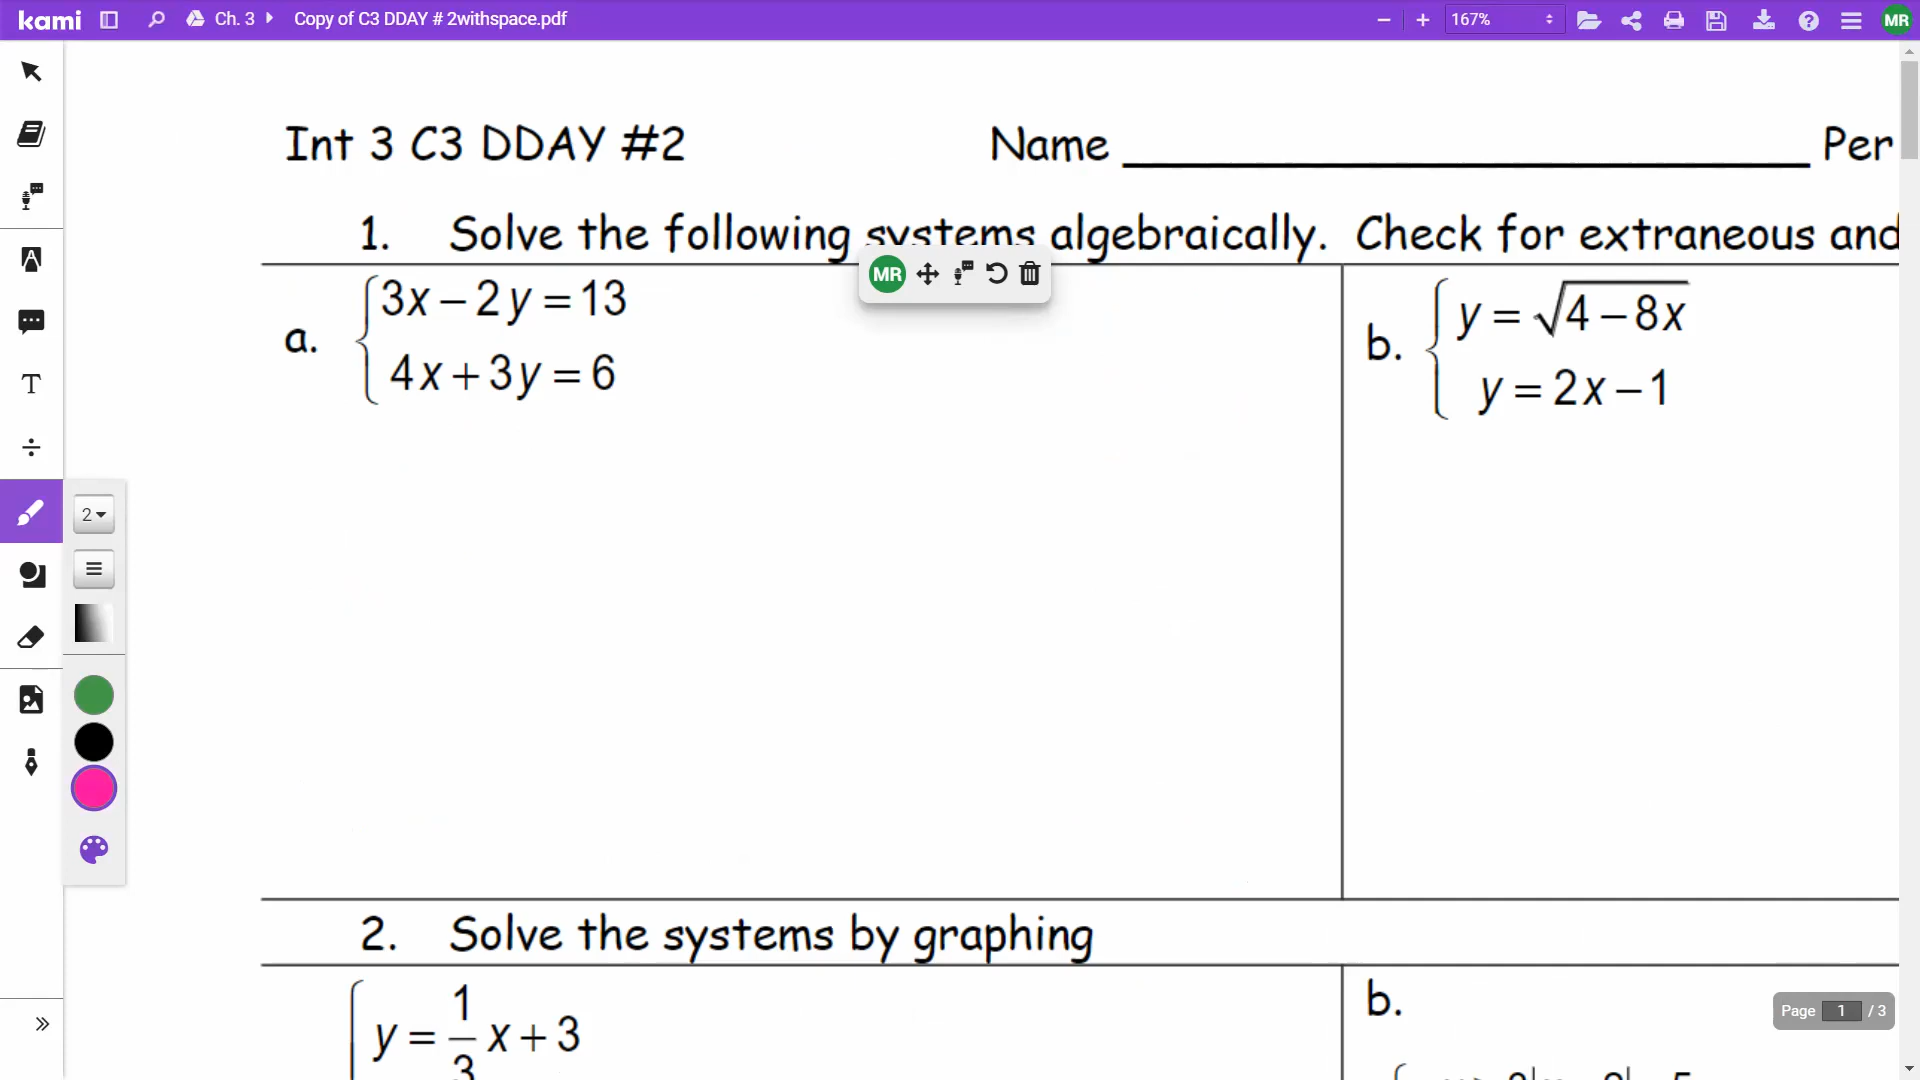 kami Ch. 3 Copy of C3 DDAY # 2withspace.pdf 167% MR
Int 3 C3 DDAY #2 Name ____________________ Per
1. Solve the following systems algebraically. Check for extraneous and
MR
a. 3x − 2y = 13
4x + 3y = 6
b. y = √4 − 8x
y = 2x − 1
T
2
2. Solve the systems by graphing
y = 1/3 x + 3
b.
Page 1 / 3